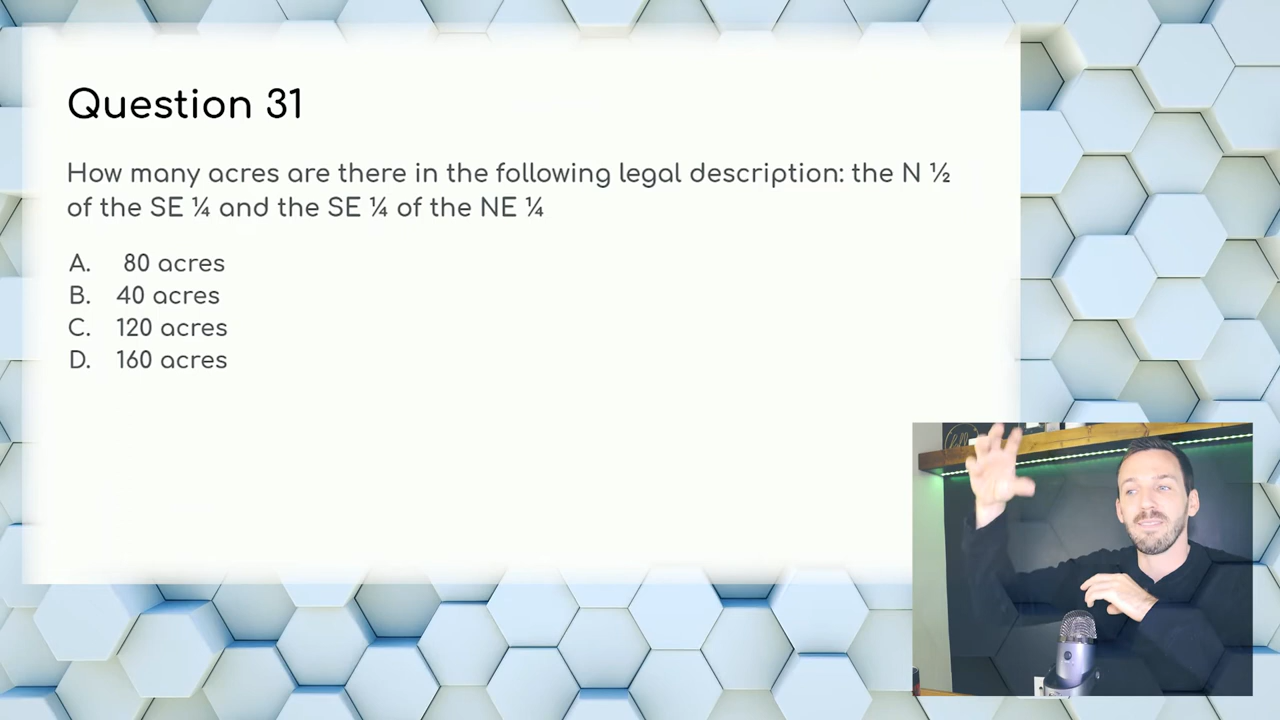 Question 31
How many acres are there in the following legal description: the N ½
of the SE ¼ and the SE ¼ of the NE ¼
A. 80 acres
B. 40 acres
C. 120 acres
D. 160 acres